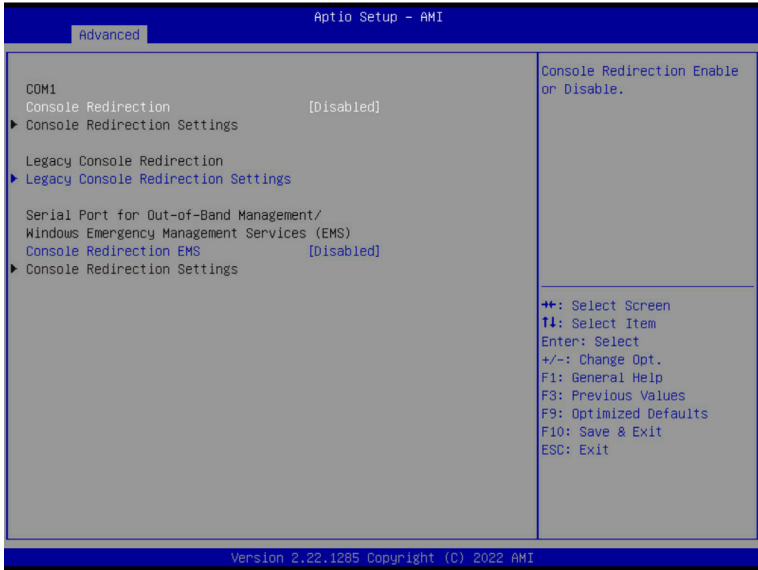 Aptio Setup – AMI
Advanced
COM1
Console Redirection [Disabled]
▶ Console Redirection Settings
Legacy Console Redirection
▶ Legacy Console Redirection Settings
Serial Port for Out-of-Band Management/
Windows Emergency Management Services (EMS)
Console Redirection EMS [Disabled]
▶ Console Redirection Settings
Console Redirection Enable
or Disable.
→←: Select Screen
↑↓: Select Item
Enter: Select
+/-: Change Opt.
F1: General Help
F3: Previous Values
F9: Optimized Defaults
F10: Save & Exit
ESC: Exit
Version 2.22.1285 Copyright (C) 2022 AMI